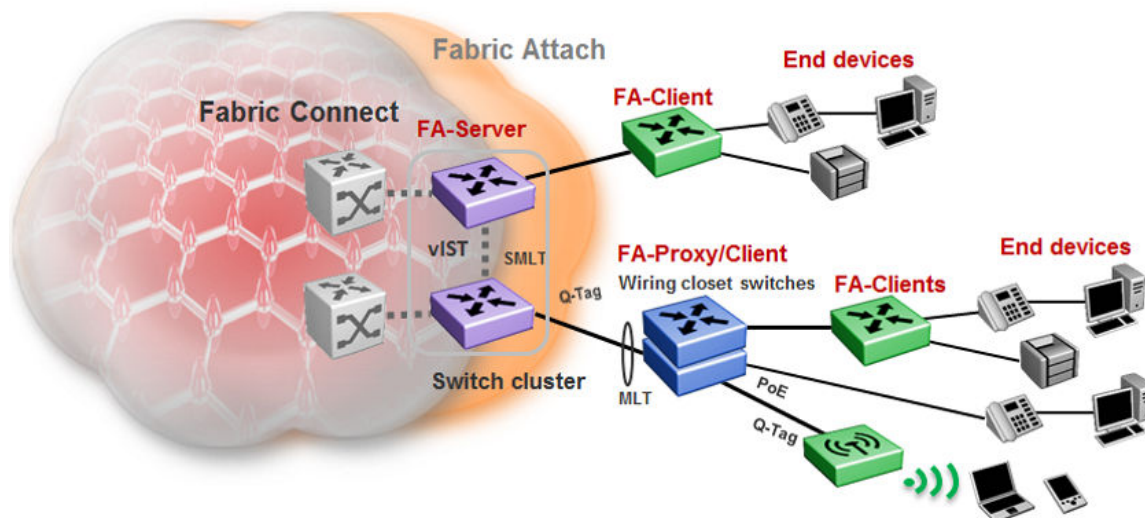 Fabric Attach
End devices
FA-Client
Fabric Connect
FA-Server
vIST
SMLT
FA-Proxy/Client
Wiring closet switches
End devices
FA-Clients
Q-Tag
Switch cluster
MLT
PoE
Q-Tag